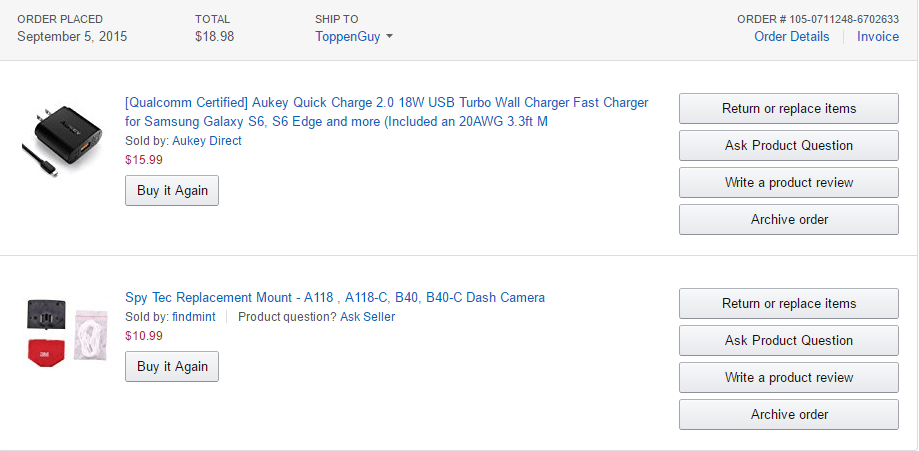 ORDER PLACED
September 5, 2015
TOTAL
$18.98
SHIP TO
ToppenGuy
ORDER # 105-0711248-6702633
Order Details
Invoice
AUKEY
[Qualcomm Certified] Aukey Quick Charge 2.0 18W USB Turbo Wall Charger Fast Charger
for Samsung Galaxy S6, S6 Edge and more (Included an 20AWG 3.3ft M
Sold by: Aukey Direct
$15.99
Buy it Again
Return or replace items
Ask Product Question
Write a product review
Archive order
3M
Spy Tec Replacement Mount - A118 , A118-C, B40, B40-C Dash Camera
Sold by: findmint
Product question? Ask Seller
$10.99
Buy it Again
Return or replace items
Ask Product Question
Write a product review
Archive order